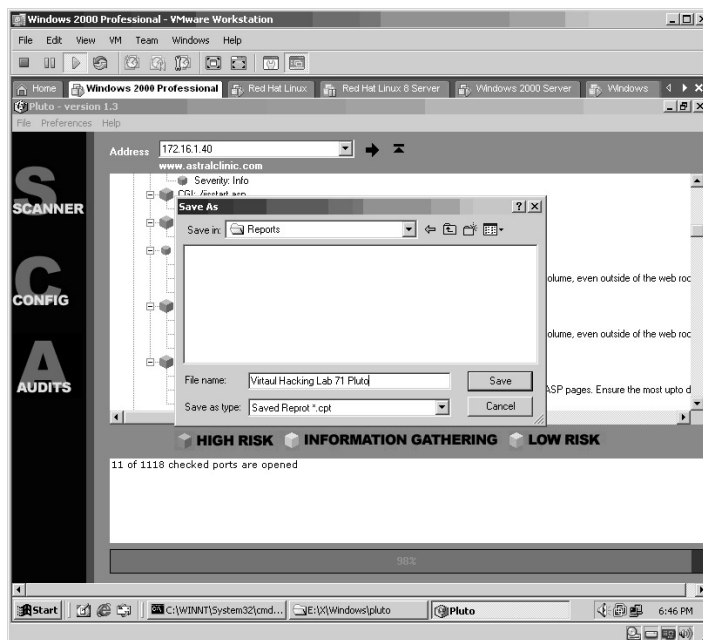 Windows 2000 Professional - VMware Workstation
File Edit View VM Team Windows Help
Home Windows 2000 Professional Red Hat Linux Red Hat Linux 8 Server Windows 2000 Server Windows
Pluto - version 1.3
File Preferences Help
Address 172.16.1.40
www.astralclinic.com
Severity: Info
CGI: /iisstart.asp
S
SCANNER
C
CONFIG
A
AUDITS
Save As
Save in: Reports
olume, even outside of the web roo
olume, even outside of the web roc
File name: Virtaul Hacking Lab 71 Pluto
Save
ASP pages. Ensure the most upto d
Save as type: Saved Reprot *.cpt
Cancel
HIGH RISK INFORMATION GATHERING LOW RISK
11 of 1118 checked ports are opened
98%
Start C:\WINNT\System32\cmd... E:\X\Windows\pluto Pluto 6:46 PM